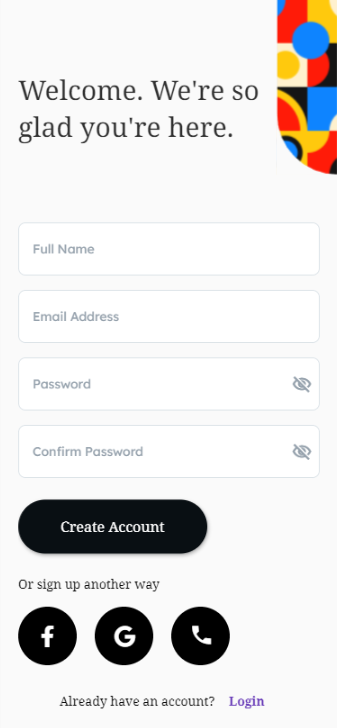 Welcome. We're so
glad you're here.
Full Name
Email Address
Password
Confirm Password
Create Account
Or sign up another way
Already have an account? Login